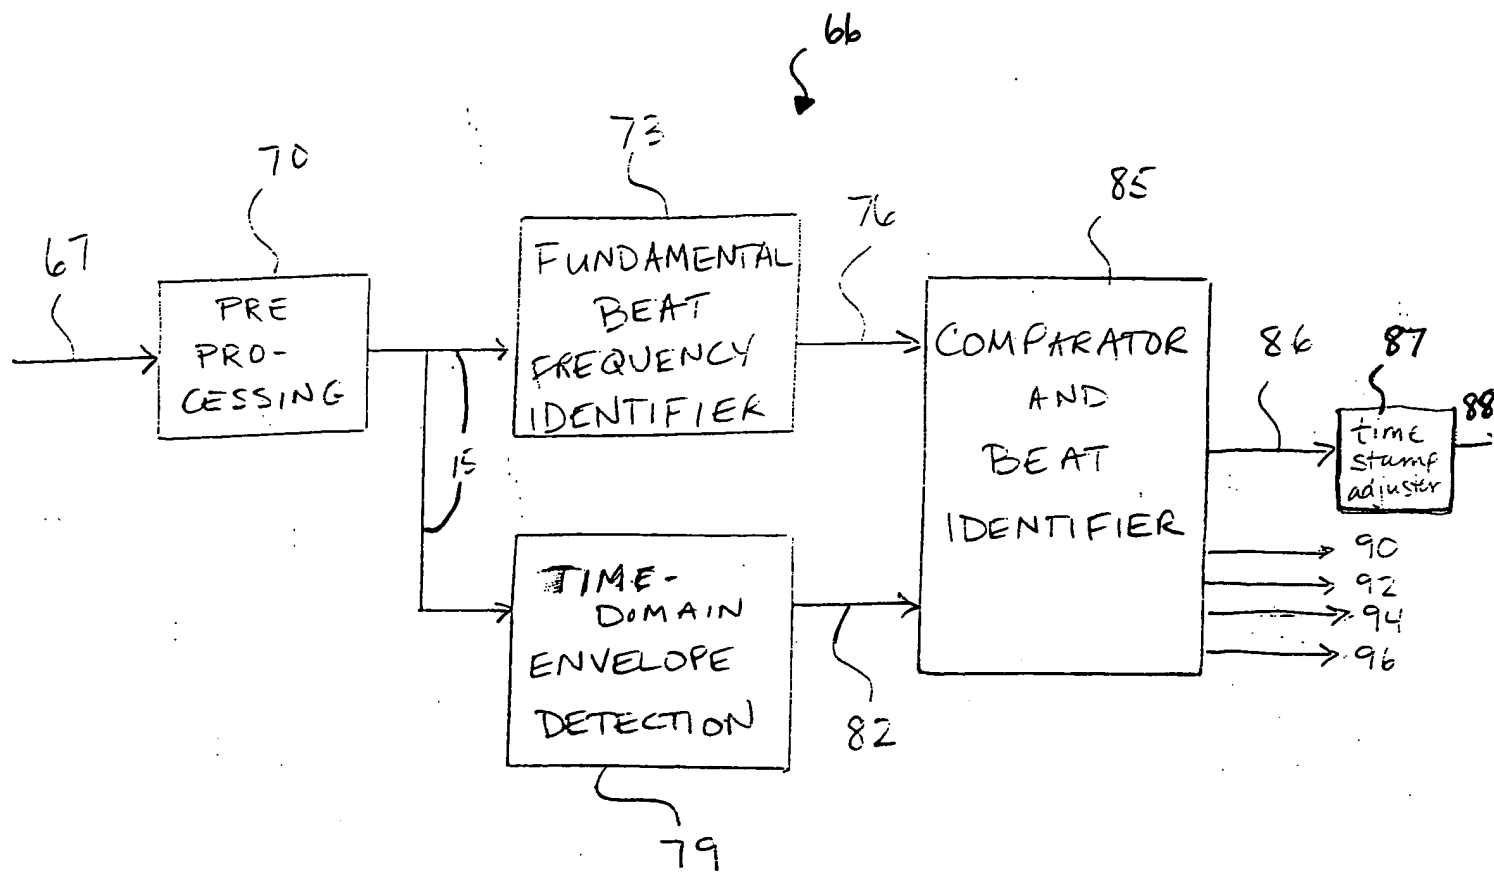 66
73
70
85
76
67
FUNDAMENTAL
BEAT
FREQUENCY
IDENTIFIER
PRE
PRO-
CESSING
COMPARATOR
AND
BEAT
IDENTIFIER
86
87
88
time
stamp
adjuster
15
90
92
94
96
TIME-
DOMAIN
ENVELOPE
DETECTION
82
79